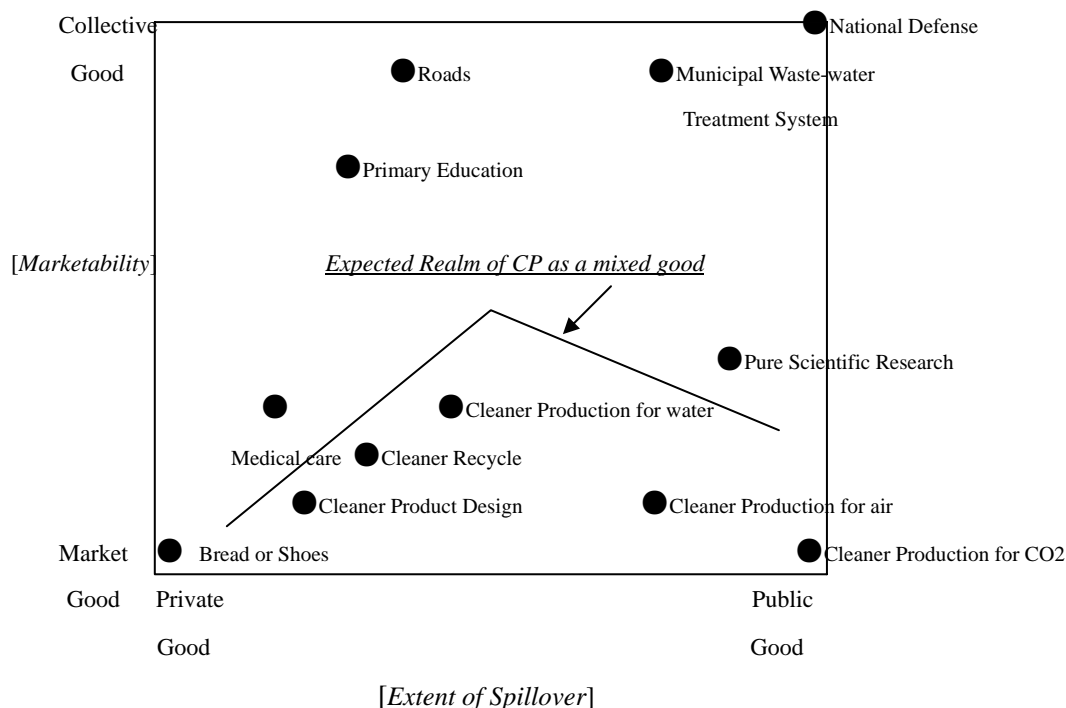 Collective
National Defense
Good
Roads
Municipal Waste-water
Treatment System
Primary Education
[Marketability]
Expected Realm of CP as a mixed good
Pure Scientific Research
Cleaner Production for water
Medical care
Cleaner Recycle
Cleaner Product Design
Cleaner Production for air
Market
Bread or Shoes
Cleaner Production for CO2
Good
Private
Public
Good
Good
[Extent of Spillover]